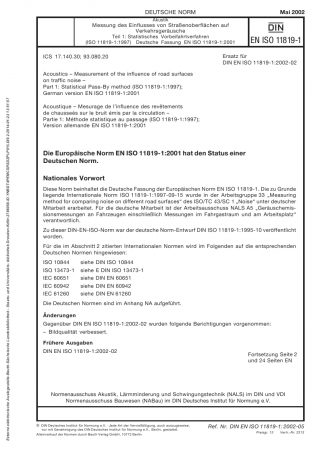 DEUTSCHE NORM
Mai 2002
Akustik
Messung des Einflusses von Straßenoberflächen auf
Verkehrsgeräusche
Teil 1: Statistisches Vorbeifahrtverfahren
(ISO 11819-1:1997) Deutsche Fassung EN ISO 11819-1:2001
DIN
EN ISO 11819-1
ICS 17.140.30; 93.080.20
Ersatz für
DIN EN ISO 11819-1:2002-02
Acoustics – Measurement of the influence of road surfaces
on traffic noise –
Part 1: Statistical Pass-By method (ISO 11819-1:1997);
German version EN ISO 11819-1:2001
Acoustique – Mesurage de l'influence des revêtements
de chaussées sur le bruit émis par la circulation –
Partie 1: Méthode statistique au passage (ISO 11819-1:1997);
Version allemande EN ISO 11819-1:2001
Die Europäische Norm EN ISO 11819-1:2001 hat den Status einer
Deutschen Norm.
Nationales Vorwort
Diese Norm beinhaltet die Deutsche Fassung der Europäischen Norm EN ISO 11819-1. Die zu Grunde
liegende Internationale Norm ISO 11819-1:1997-09-15 wurde in der Arbeitsgruppe 33 „Measuring
method for comparing noise on different road surfaces“ des ISO/TC 43/SC 1 „Noise“ unter deutscher
Mitarbeit erarbeitet. Für die deutsche Mitarbeit ist der Arbeitsausschuss NALS A5 „Geräuschemis-
sionsmessungen an Fahrzeugen einschließlich Messungen im Fahrgastraum und am Arbeitsplatz“
verantwortlich.
Zu dieser DIN-EN-ISO-Norm war der deutsche Norm-Entwurf DIN ISO 11819-1:1995-10 veröffentlicht
worden.
Für die im Abschnitt 2 zitierten Internationalen Normen wird im Folgenden auf die entsprechenden
Deutschen Normen hingewiesen:
ISO 10844 siehe DIN ISO 10844
ISO 13473-1 siehe E DIN ISO 13473-1
IEC 60651 siehe DIN EN 60651
IEC 60942 siehe DIN EN 60942
IEC 61260 siehe DIN EN 61260
Die Deutschen Normen sind im Anhang NA aufgeführt.
Änderungen
Gegenüber DIN EN ISO 11819-1:2002-02 wurden folgende Berichtigungen vorgenommen:
– Bildqualität verbessert.
Frühere Ausgaben
DIN EN ISO 11819-1:2002-02
Fortsetzung Seite 2
und 24 Seiten EN
Normenausschuss Akustik, Lärmminderung und Schwingungstechnik (NALS) im DIN und VDI
Normenausschuss Bauwesen (NABau) im DIN Deutsches Institut für Normung e.V.
Ref. Nr. DIN EN ISO 11819-1:2002-05